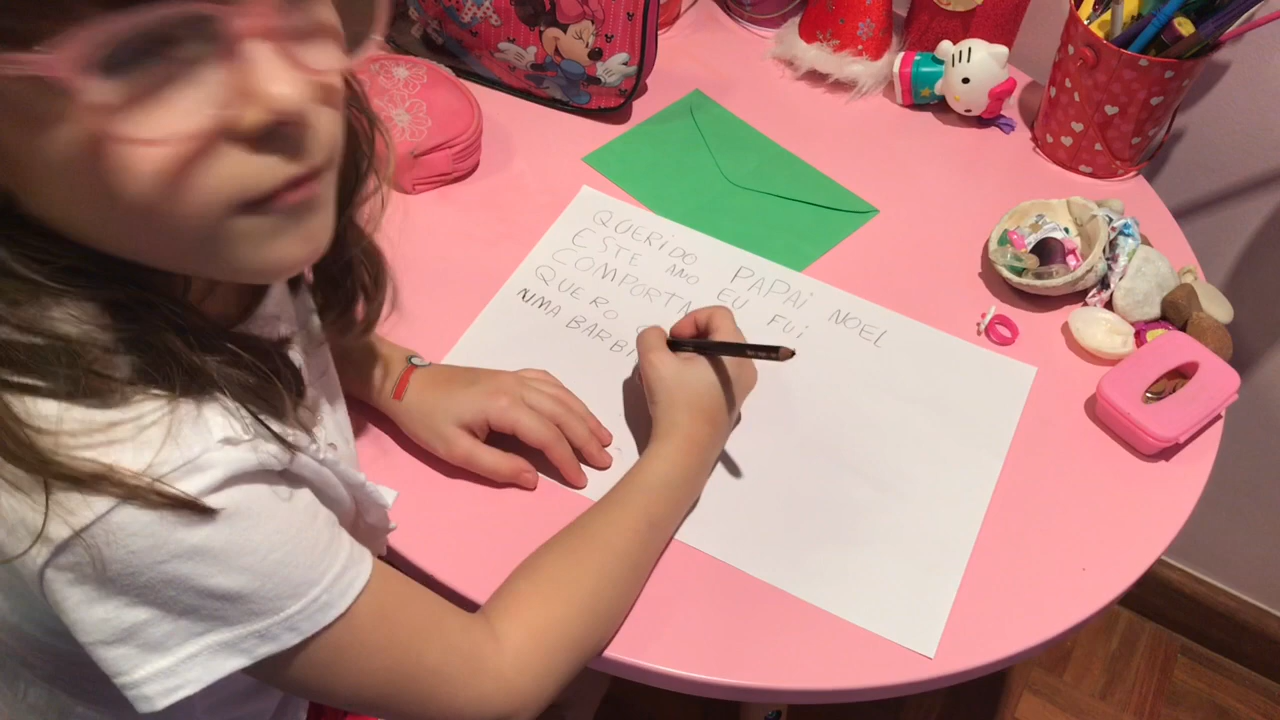 QUERIDO PAPAI NOEL
ESTE ANO EU FUI
COMPORTA
QUERO
NMA BARBI